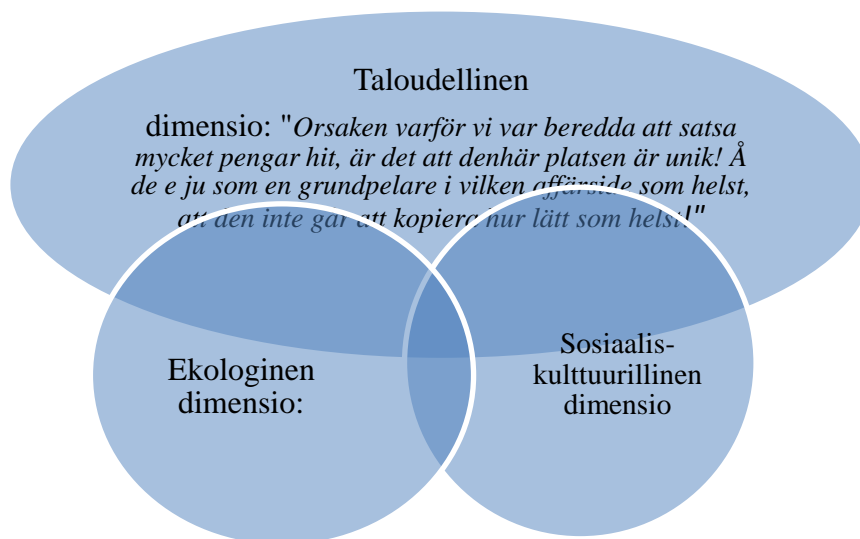 Taloudellinen
dimensio: "Orsaken varför vi var beredda att satsa
mycket pengar hit, är det att denhär platsen är unik! Å
de e ju som en grundpelare i vilken affärside som helst,
att den inte går att kopiera hur lätt som helst!"
Ekologinen
dimensio:
Sosiaalis-
kulttuurillinen
dimensio